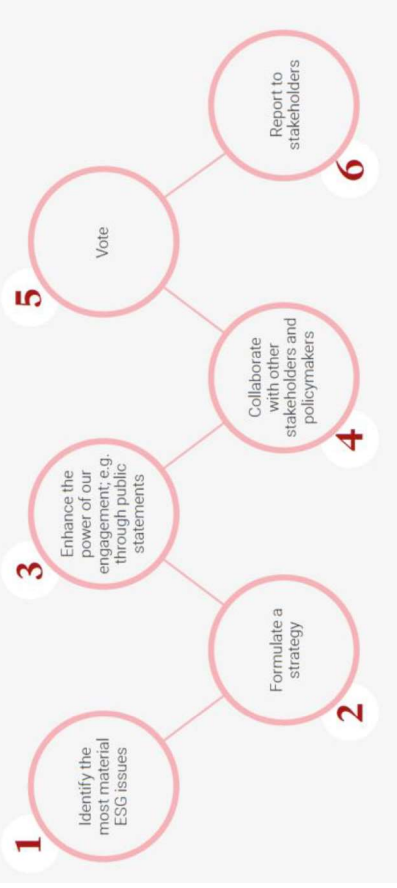 1
Identify the
most material
ESG issues
2
Formulate a
strategy
3
Enhance the
power of our
engagement; e.g.
through public
statements
4
Collaborate
with other
stakeholders and
policymakers
5
Vote
6
Report to
stakeholders